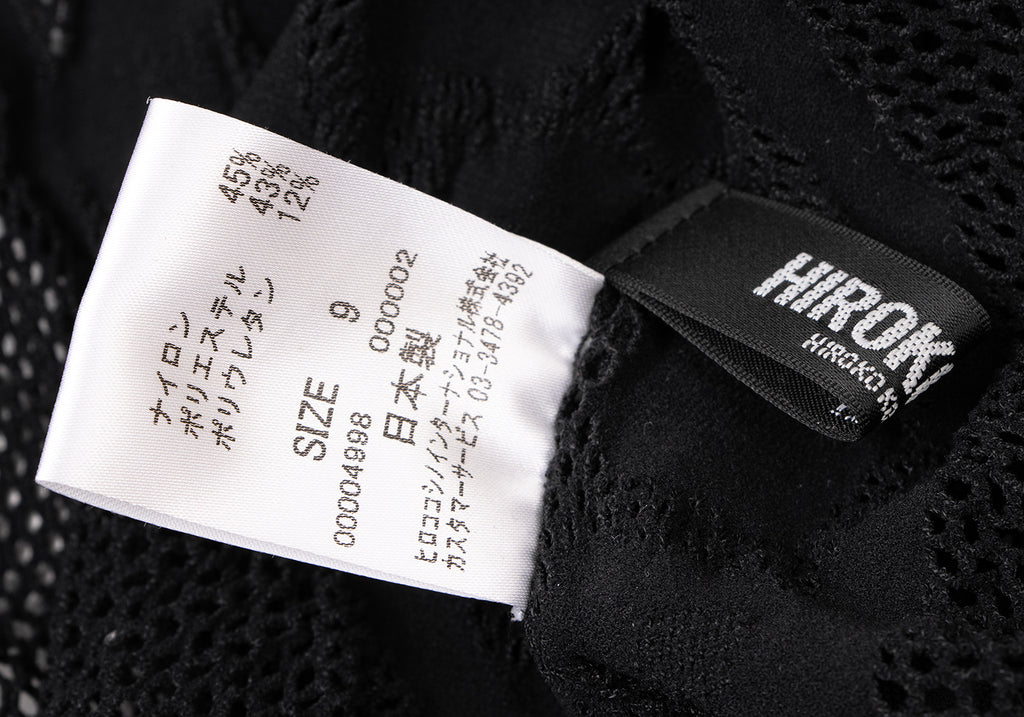 ナイロン 45%
ポリエステル 43%
ポリウレタン 12%
SIZE 9
00004998 000002
日本製
ヒロココシノインターナショナル株式会社
カスタマーサービス 03-3478-4392
HIROK
HIROKO